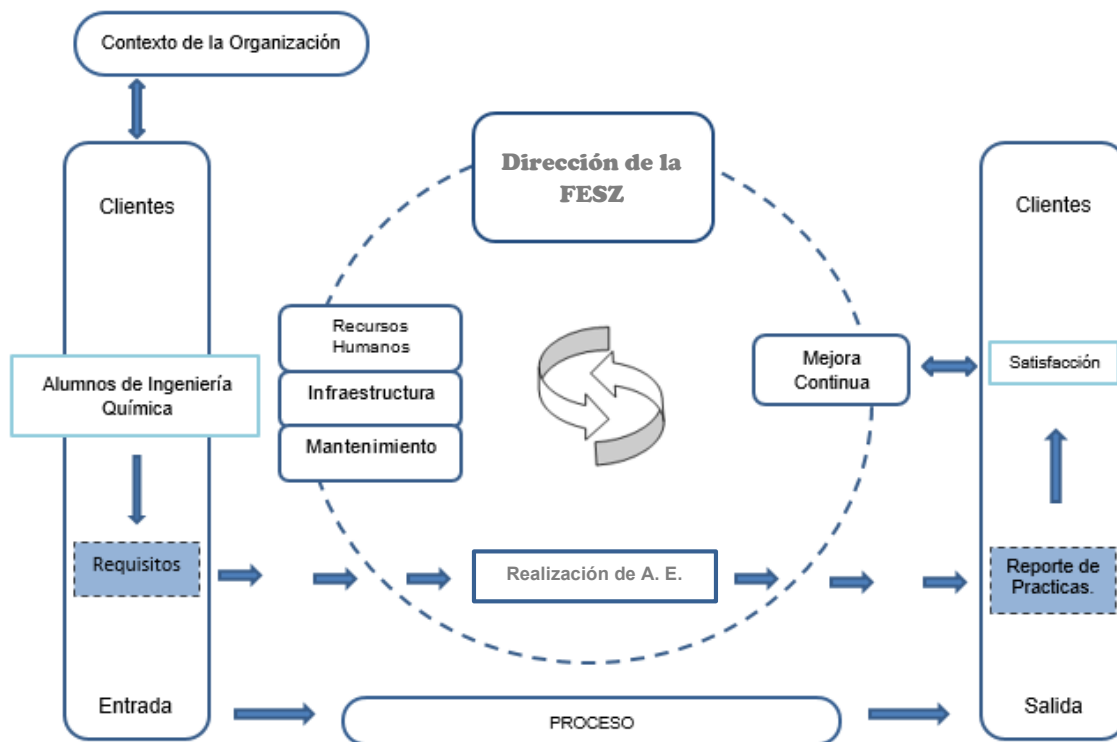 Contexto de la Organización
Clientes
Alumnos de Ingeniería
Química
Requisitos
Entrada
Dirección de la
FESZ
Recursos
Humanos
Infraestructura
Mantenimiento
Mejora
Continua
Realización de A. E.
PROCESO
Clientes
Satisfacción
Reporte de
Practicas.
Salida